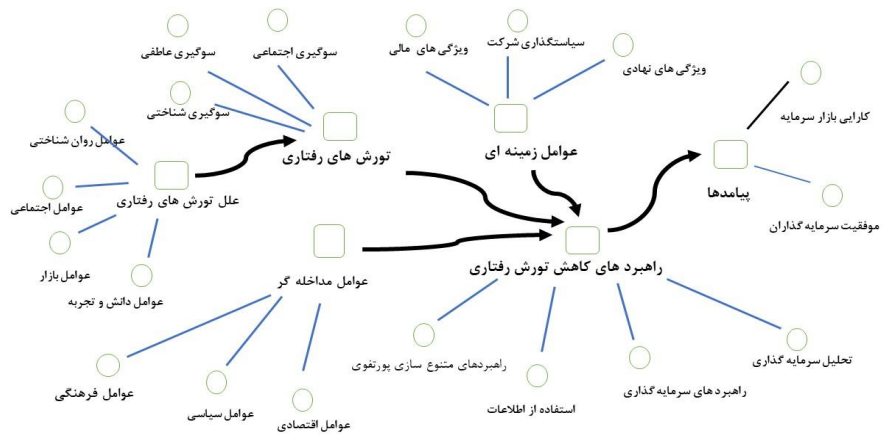 سوگیری عاطفی
سوگیری اجتماعی
ویژگی های مالی
سیاستگذاری شرکت
ویژگی های نهادی
سوگیری شناختی
کارایی بازار سرمایه
عوامل روان شناختی
تورش های رفتاری
عوامل زمینه ای
علل تورش های رفتاری
پیامدها
عوامل اجتماعی
موفقیت سرمایه گذاران
عوامل بازار
عوامل دانش و تجربه
عوامل مداخله گر
راهبرد های کاهش تورش رفتاری
راهبردهای متنوع سازی پورتفوی
تحلیل سرمایه گذاری
عوامل فرهنگی
عوامل سیاسی
عوامل اقتصادی
استفاده از اطلاعات
راهبردهای سرمایه گذاری